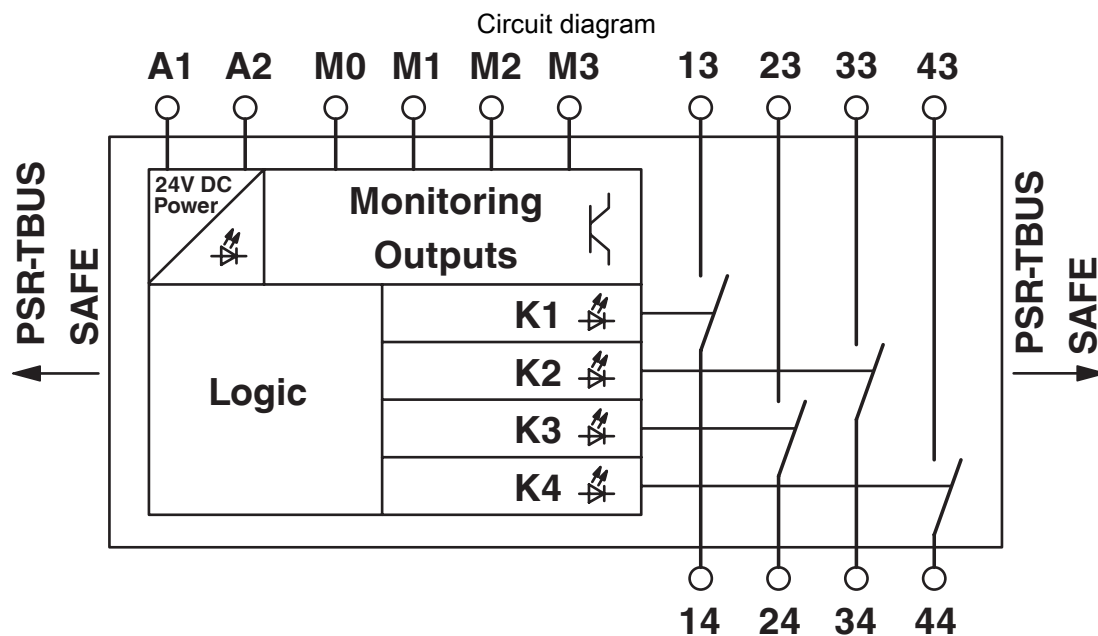 Circuit diagram
A1 A2 M0 M1 M2 M3 13 23 33 43
PSR-TBUS
SAFE
24V DC
Power
Monitoring
Outputs
K1
K2
Logic
K3
K4
PSR-TBUS
SAFE
14 24 34 44